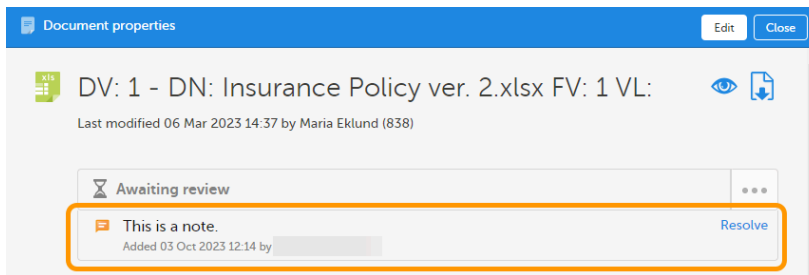 Document properties
Edit
Close
xls
DV: 1 - DN: Insurance Policy ver. 2.xlsx FV: 1 VL:
Last modified 06 Mar 2023 14:37 by Maria Eklund (838)
Awaiting review
This is a note.
Resolve
Added 03 Oct 2023 12:14 by